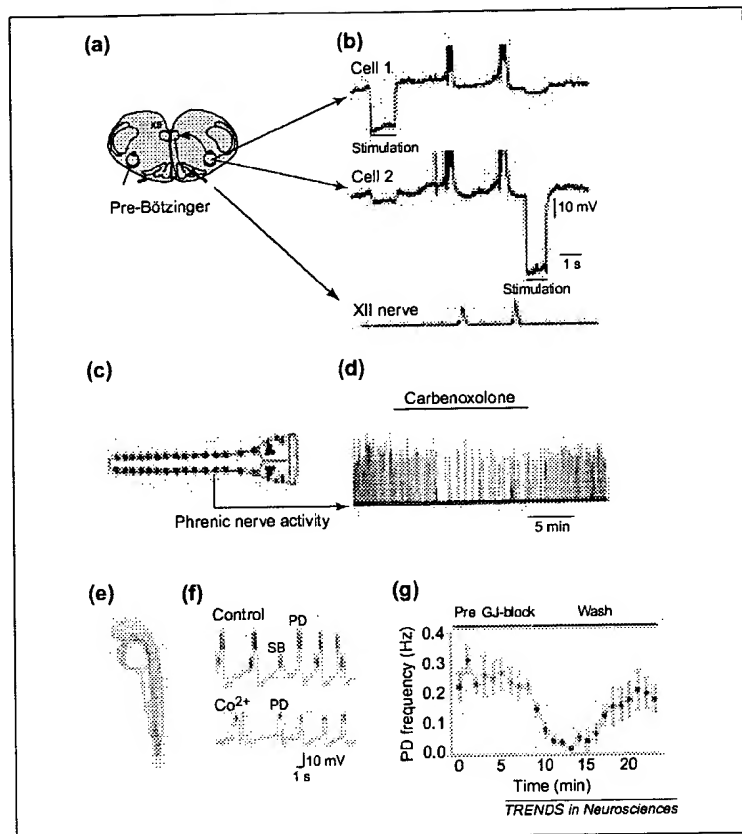 (a)
(b)
Cell 1
Stimulation
Cell 2
Pre-Bötzinger
10 mV
1 s
Stimulation
XII nerve
(c)
(d)
Carbenoxolone
Phrenic nerve activity
5 min
(e)
(f)
(g)
Control
PD
SB
Co2+
PD
10 mV
1 s
Pre GJ-block Wash
PD frequency (Hz)
0.4
0.3
0.2
0.1
0.0
0 5 10 15 20
Time (min)
TRENDS in Neurosciences